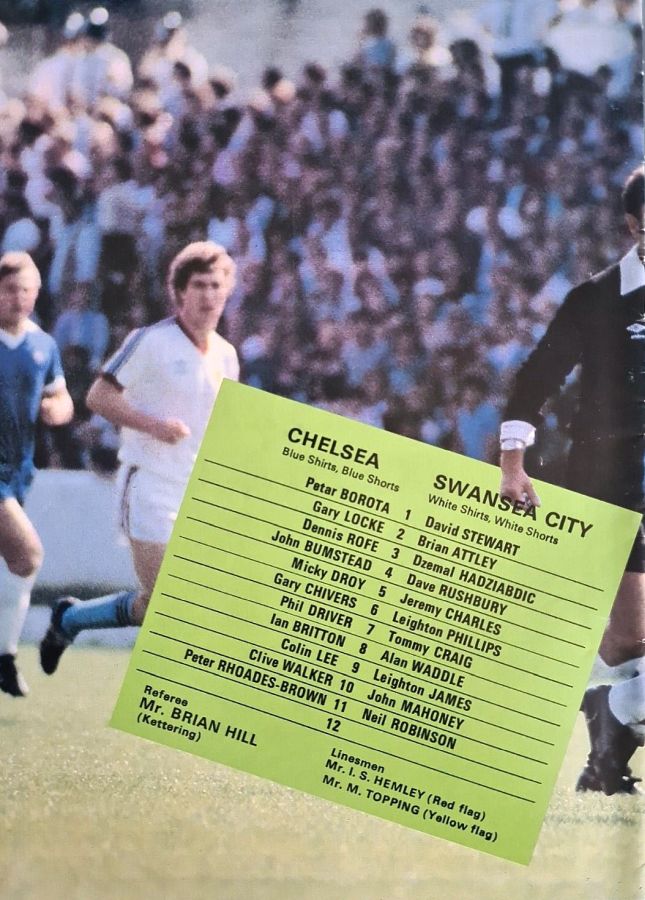 CHELSEA
Blue Shirts, Blue Shorts
SWANSEA CITY
White Shirts, White Shorts
Petar BOROTA 1 David STEWART
Gary LOCKE 2 Brian ATTLEY
Dennis ROFE 3 Dzemal HADZIABDIC
John BUMSTEAD 4 Dave RUSHBURY
Micky DROY 5 Jeremy CHARLES
Gary CHIVERS 6 Leighton PHILLIPS
Phil DRIVER 7 Tommy CRAIG
Ian BRITTON 8 Alan WADDLE
Colin LEE 9 Leighton JAMES
Clive WALKER 10 John MAHONEY
Peter RHOADES-BROWN 11 Neil ROBINSON
12
Referee
Mr. BRIAN HILL
(Kettering)
Linesmen
Mr. I. S. HEMLEY (Red flag)
Mr. M. TOPPING (Yellow flag)